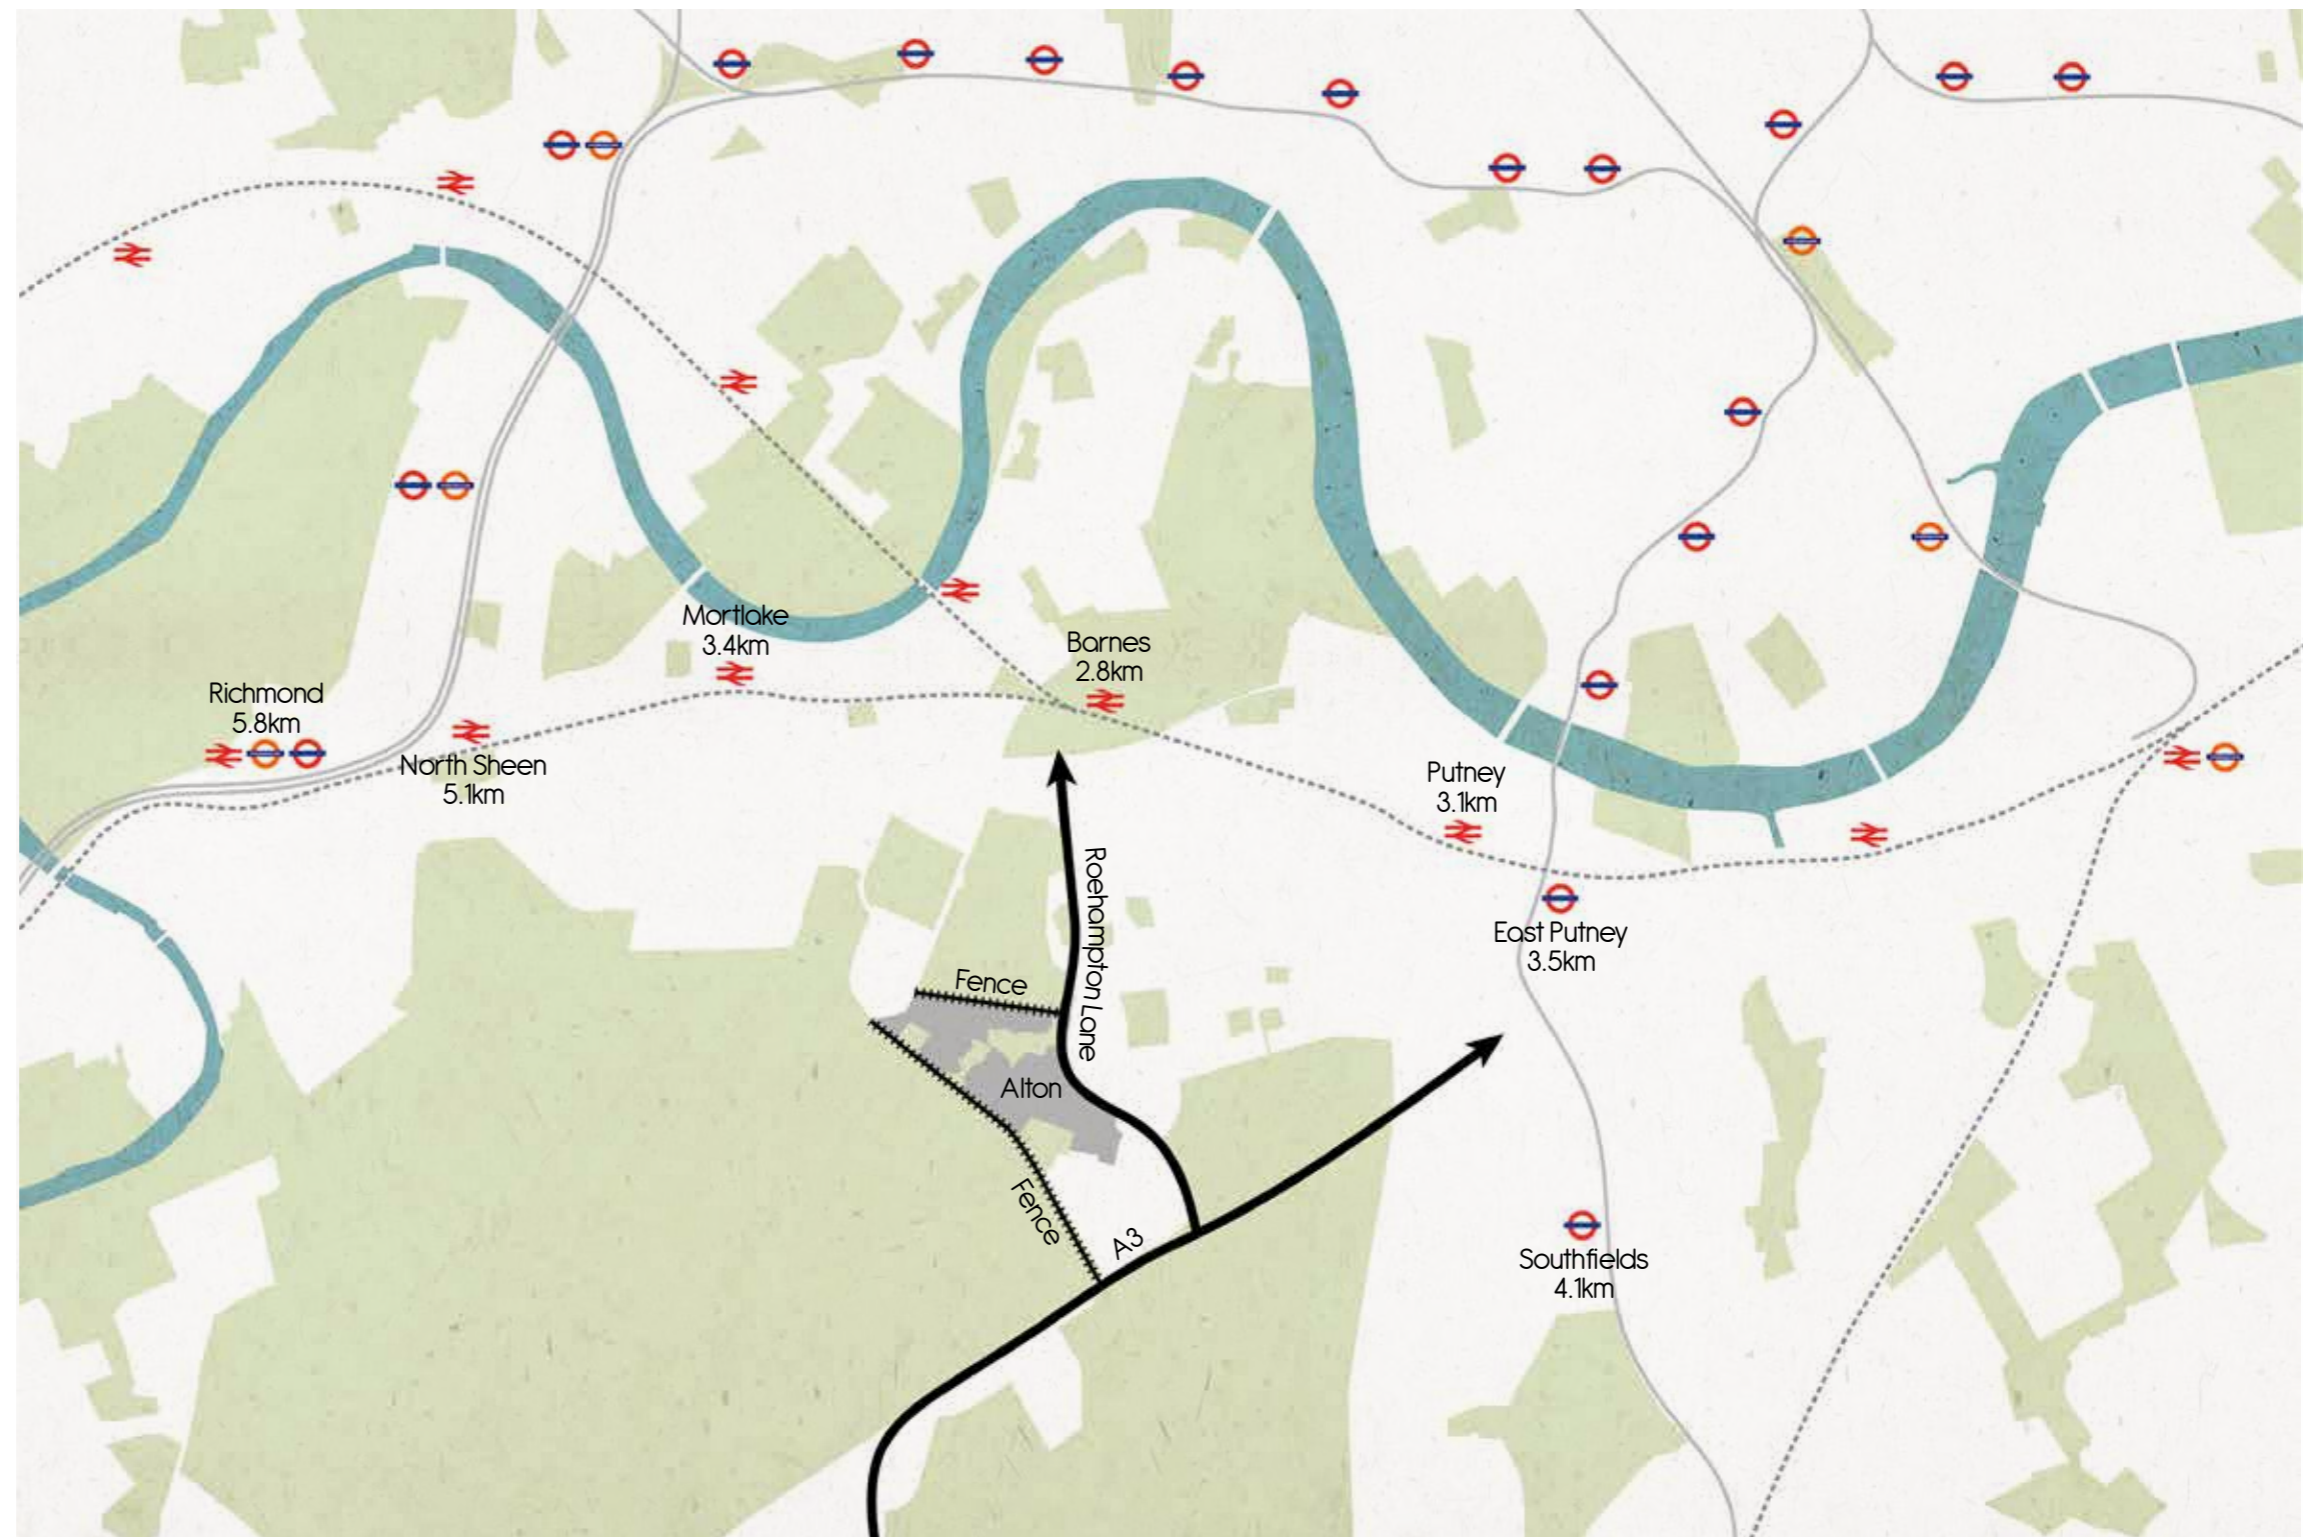 Mortlake
3.4km
Barnes
2.8km
Richmond
5.8km
North Sheen
5.1km
Putney
3.1km
Roehampton Lane
East Putney
3.5km
Fence
Alton
Fence
A3
Southfields
4.1km